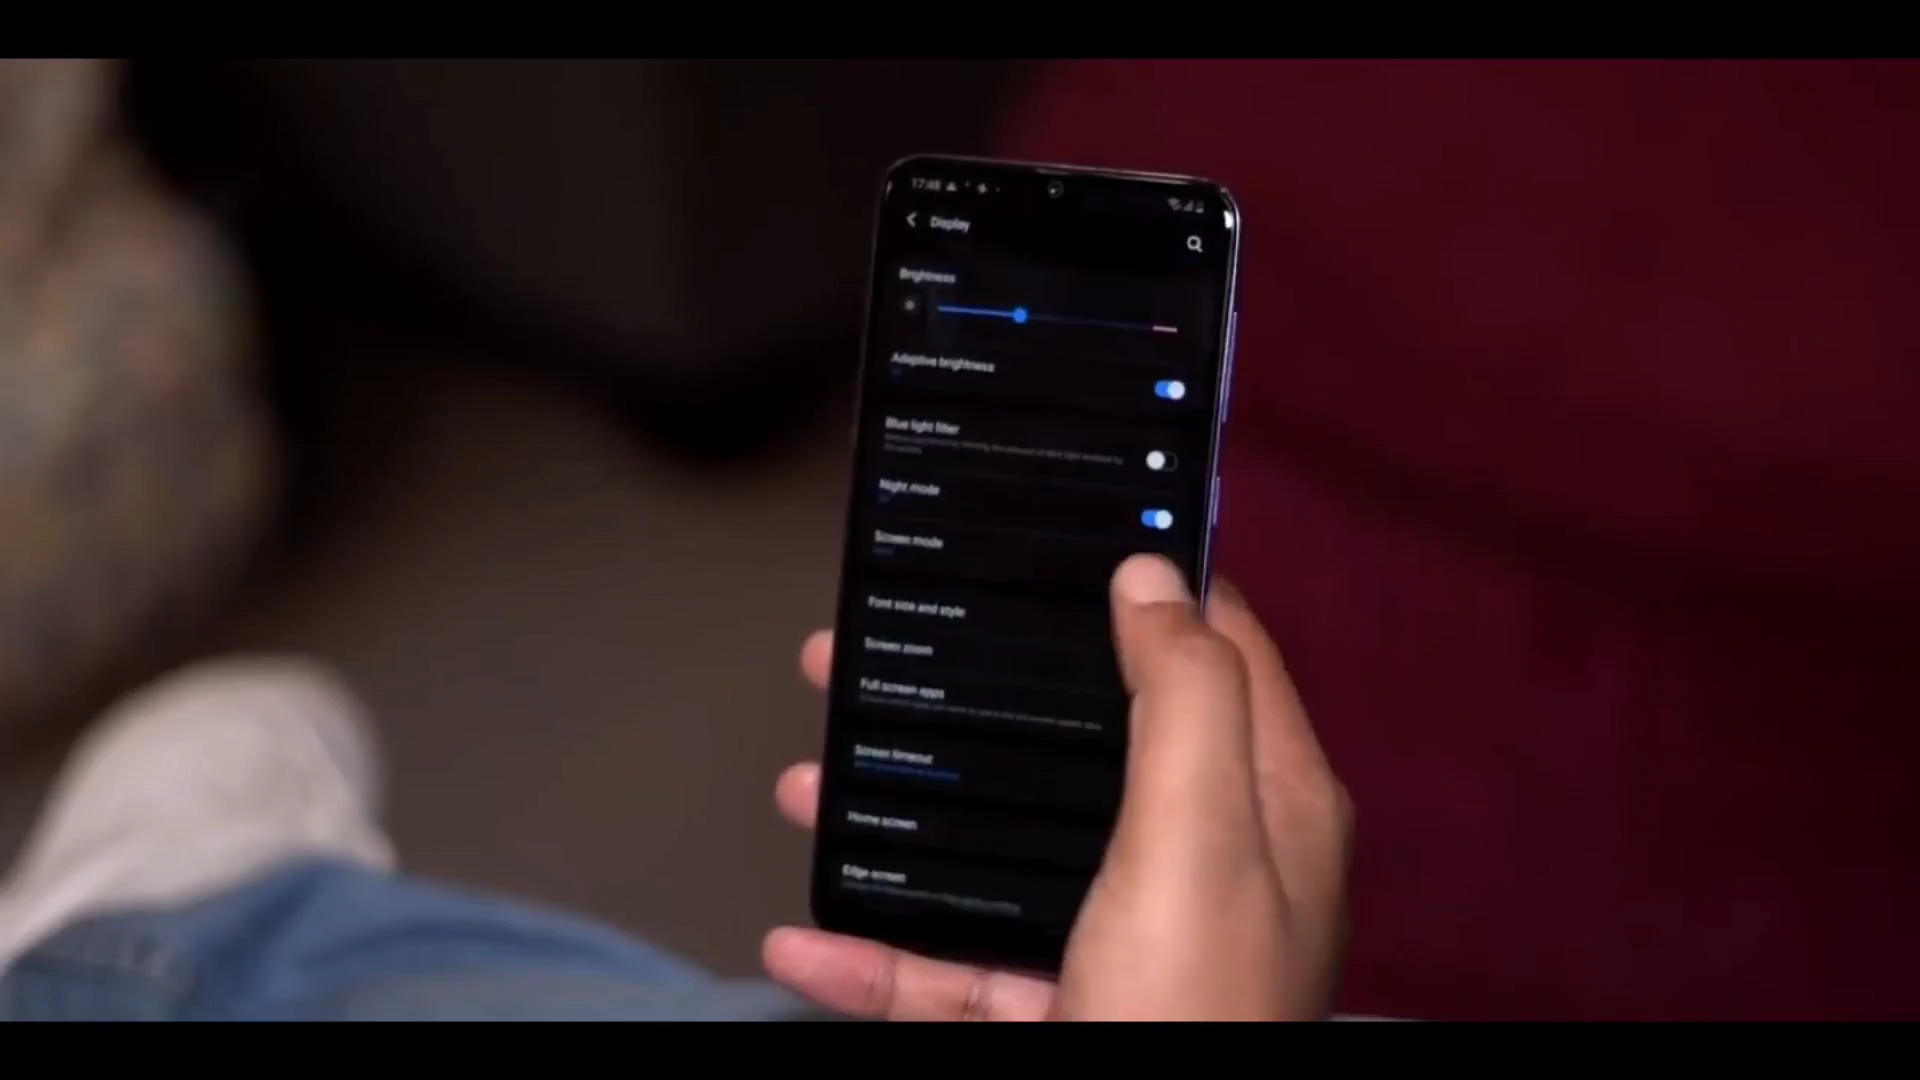 17:48
Display
Brightness
Adaptive brightness
Blue light filter
Night mode
Screen mode
Font size and style
Screen zoom
Full screen apps
Screen timeout
Home screen
Edge screen